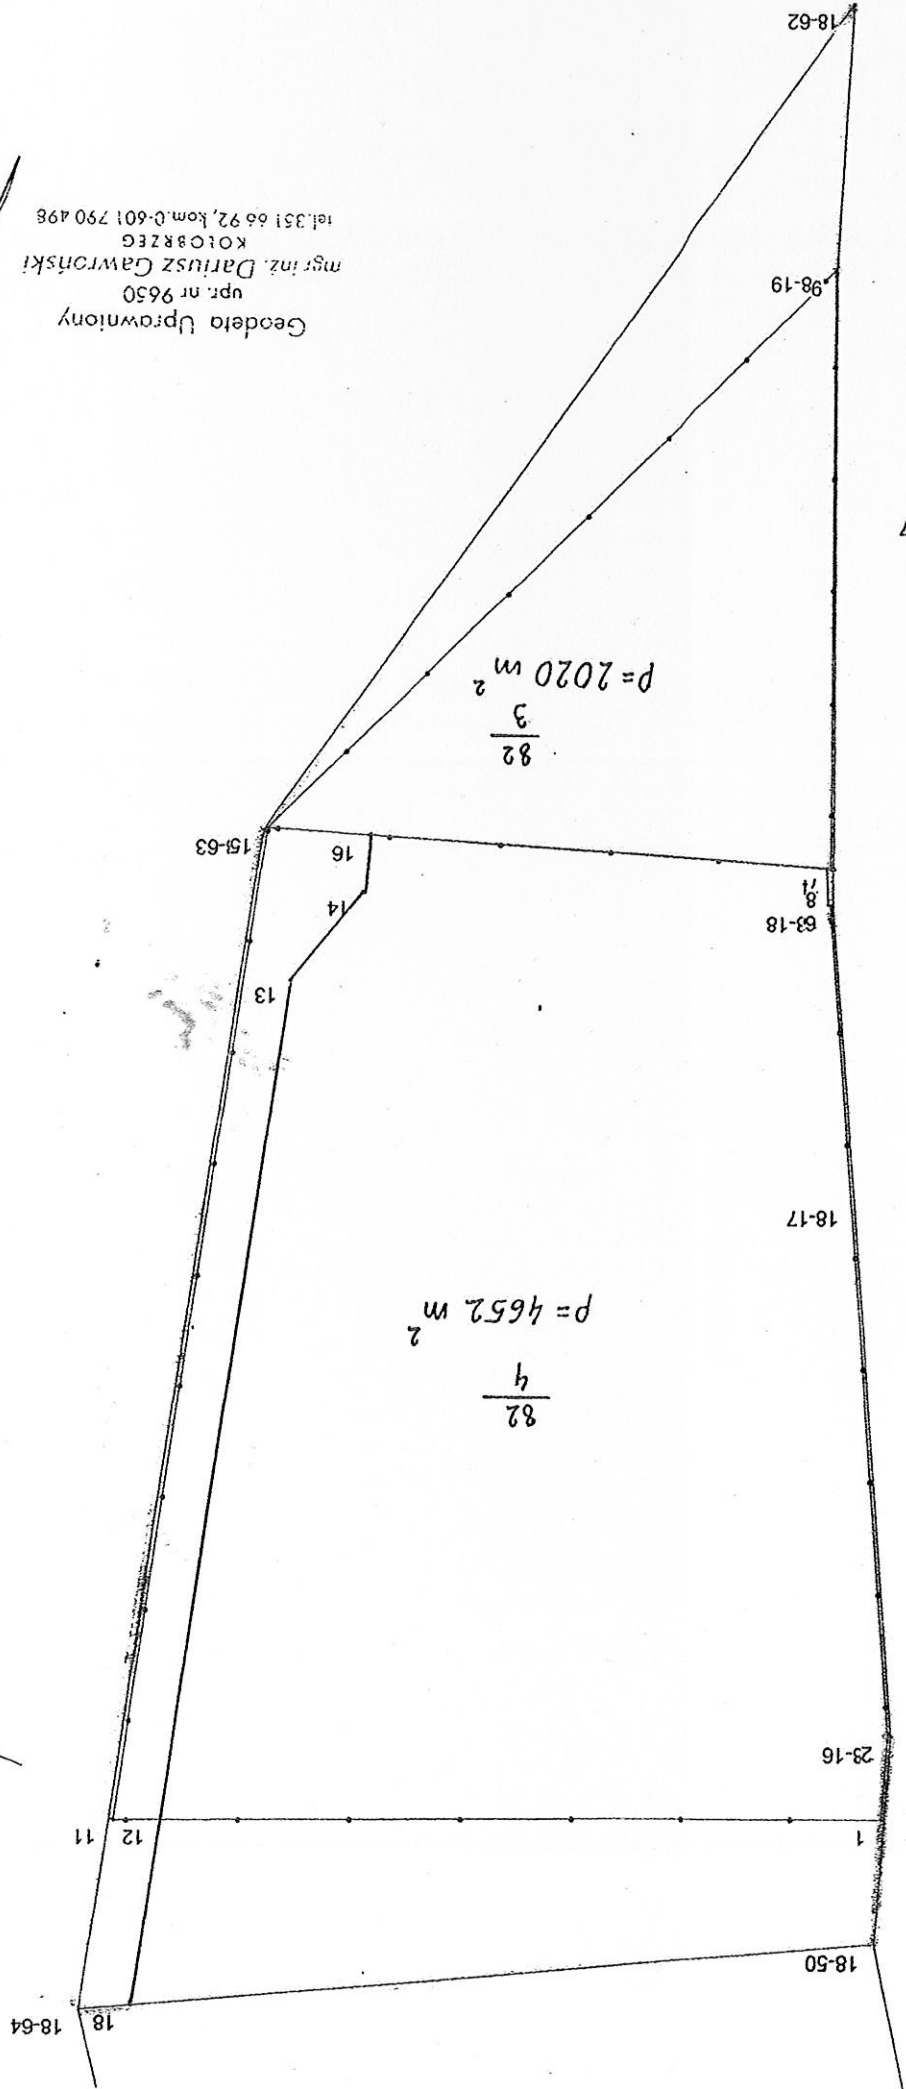 18 18-64
18-50
1 12 11
23-16
82
4
p = 4652 m²
18-17
13
63-18
14
8
16
82
3
p = 2020 m²
Geodeta Uprawniony
upr. nr 9650
mgr inż. Dariusz Gawroński
KOŁOBRZEG
tel.351 66 92, kom.0-601 790 498
98-19
18-62